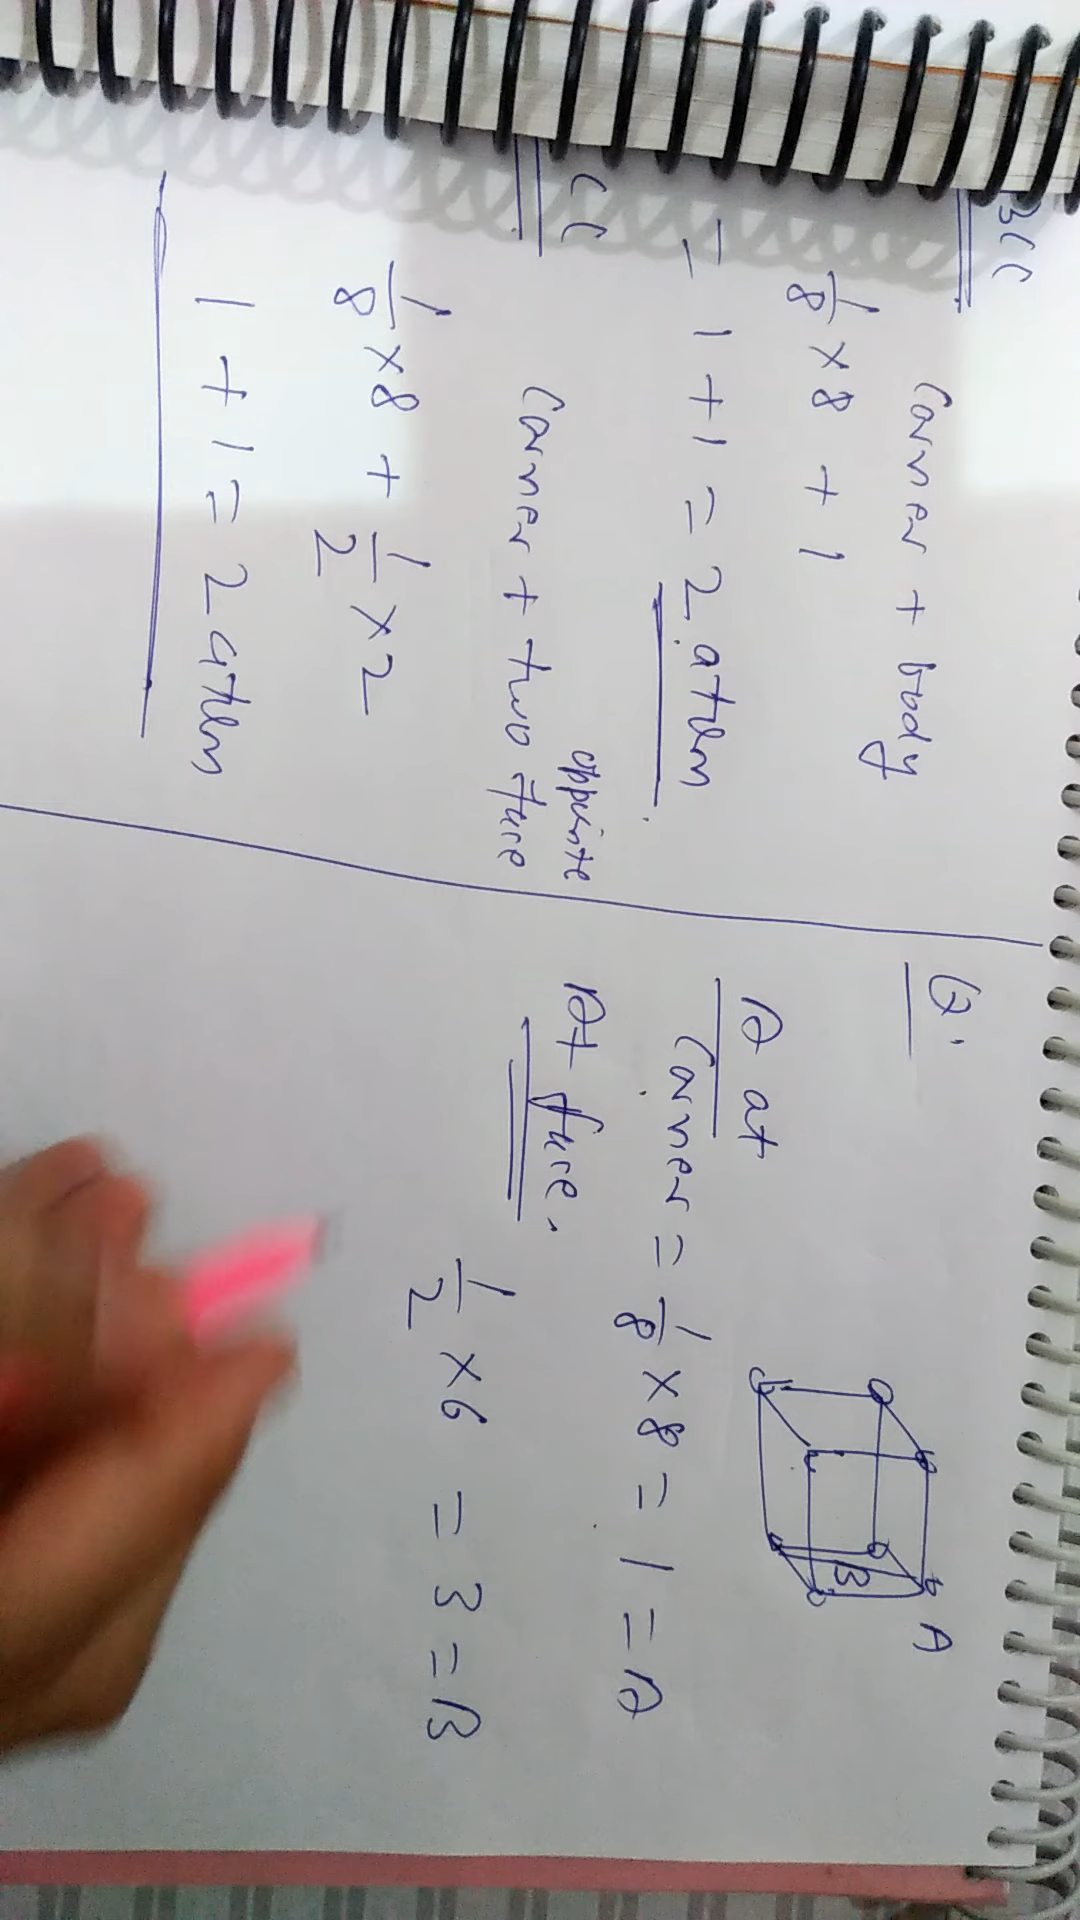 BCC
Corner + body
1/8 × 8 + 1
= 1 + 1 = 2 atom
CC
opposite
Corner + two face
1/8 × 8 + 1/2 × 2
1 + 1 = 2 atom
Q.
A
B
A at
Corner = 1/8 × 8 = 1 = A
At face.
1/2 × 6 = 3 = B